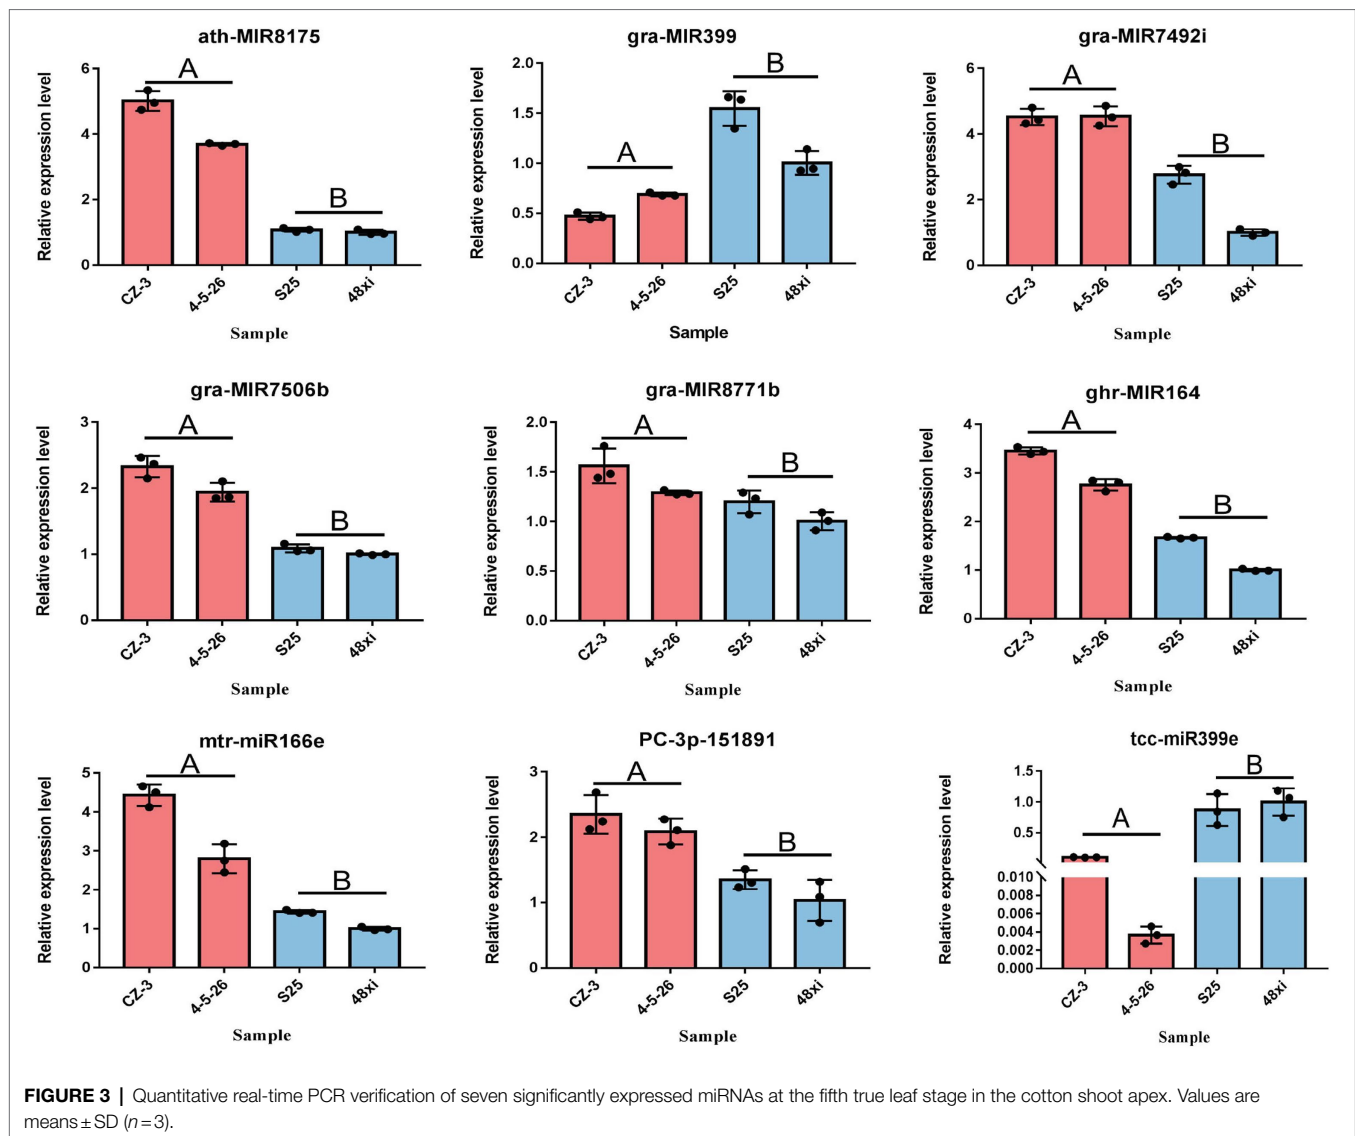 ath-MIR8175
Relative expression level
6
4
2
0
A
B
CZ-3
4-5-26
S25
48xi
Sample
gra-MIR399
Relative expression level
2.0
1.5
1.0
0.5
0.0
A
B
CZ-3
4-5-26
S25
48xi
Sample
gra-MIR7492i
Relative expression level
6
4
2
0
A
B
CZ-3
4-5-26
S25
48xi
Sample
gra-MIR7506b
Relative expression level
3
2
1
0
A
B
CZ-3
4-5-26
S25
48xi
Sample
gra-MIR8771b
Relative expression level
2.0
1.5
1.0
0.5
0.0
A
B
CZ-3
4-5-26
S25
48xi
Sample
ghr-MIR164
Relative expression level
4
3
2
1
0
A
B
CZ-3
4-5-26
S25
48xi
Sample
mtr-miR166e
Relative expression level
5
4
3
2
1
0
A
B
CZ-3
4-5-26
S25
48xi
Sample
PC-3p-151891
Relative expression level
3
2
1
0
A
B
CZ-3
4-5-26
S25
48xi
Sample
tcc-miR399e
Relative expression level
1.5
1.0
0.5
0.010
0.008
0.006
0.004
0.002
0.000
A
B
CZ-3
4-5-26
S25
48xi
Sample
FIGURE 3 | Quantitative real-time PCR verification of seven significantly expressed miRNAs at the fifth true leaf stage in the cotton shoot apex. Values are
means ± SD (n = 3).